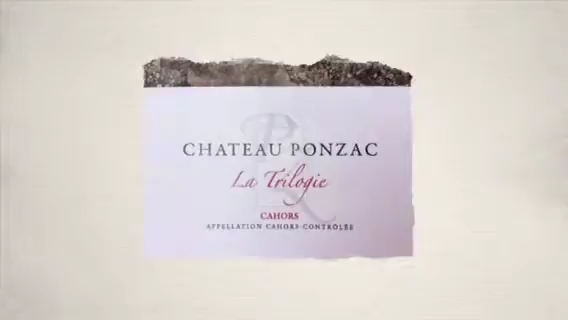 CHATEAU PONZAC
La Trilogie
CAHORS
APPELLATION CAHORS CONTRÔLÉE